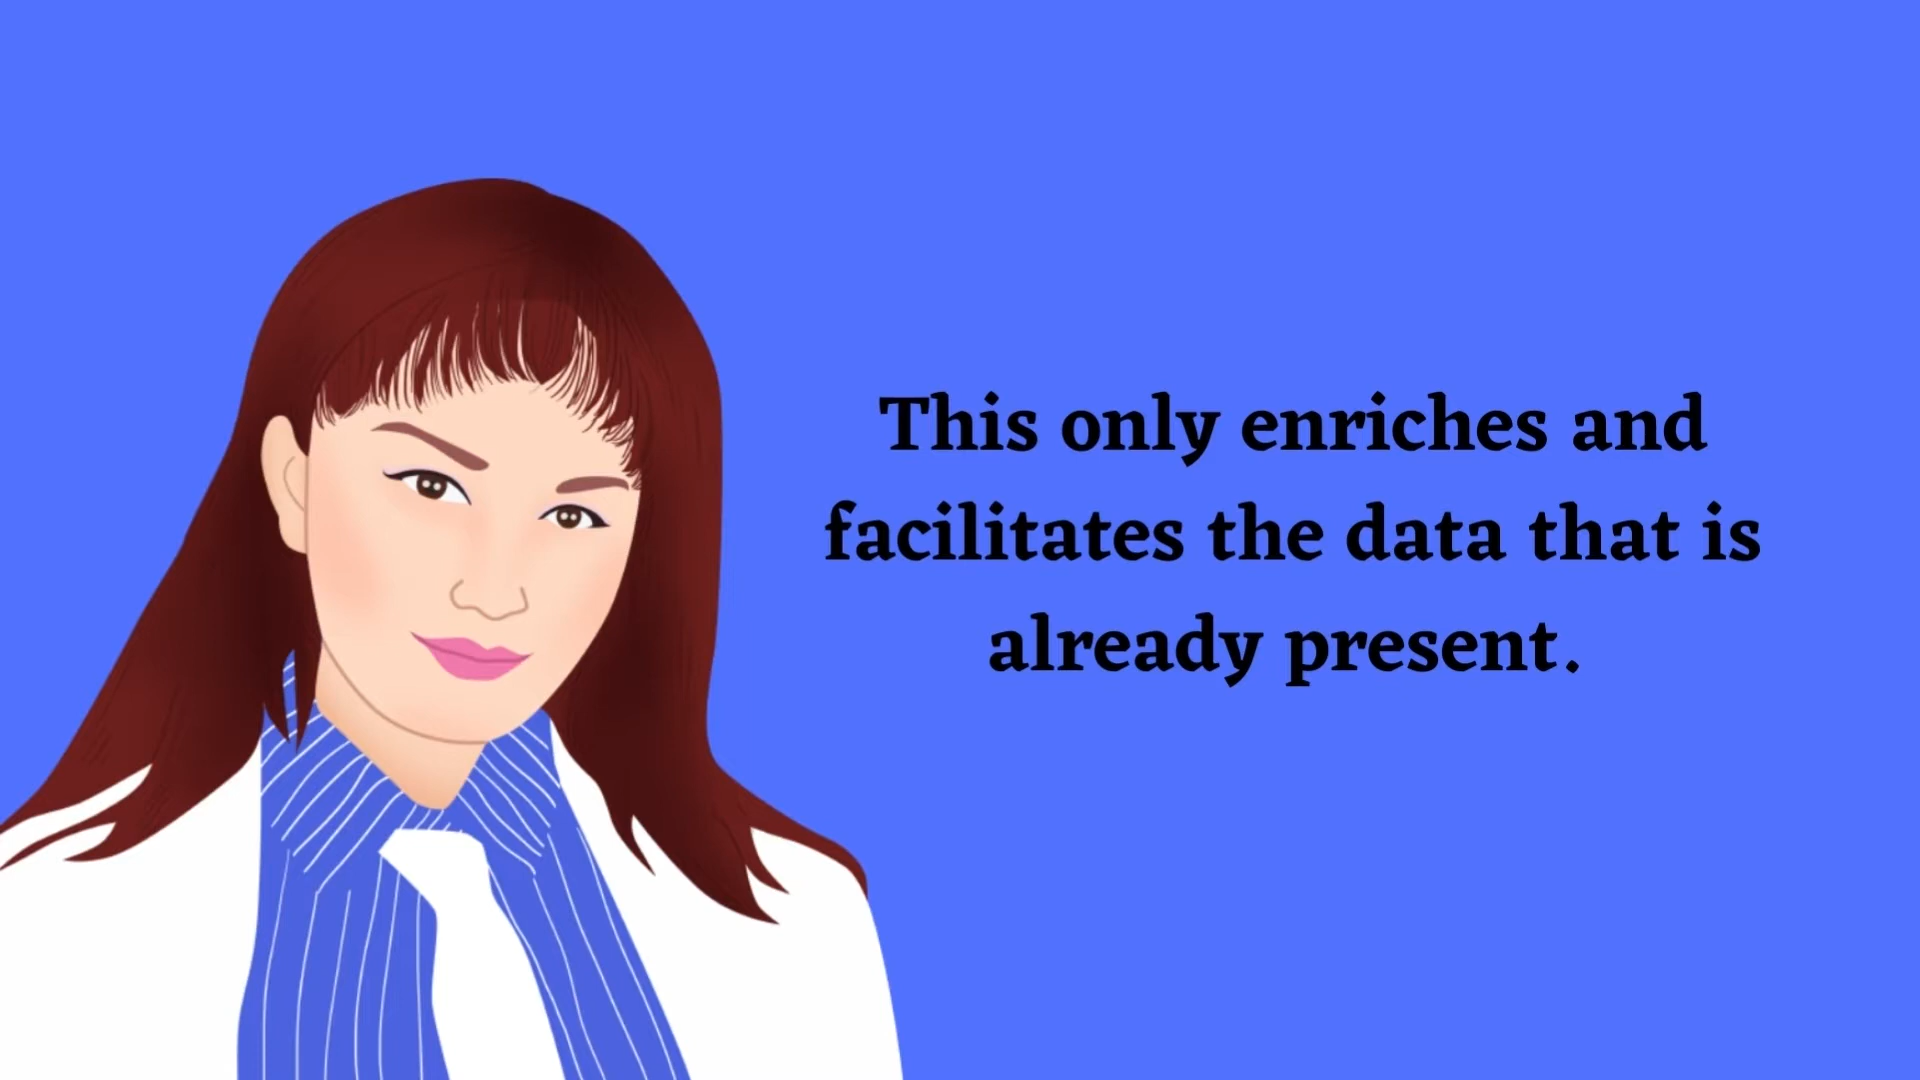 This only enriches and
facilitates the data that is
already present.